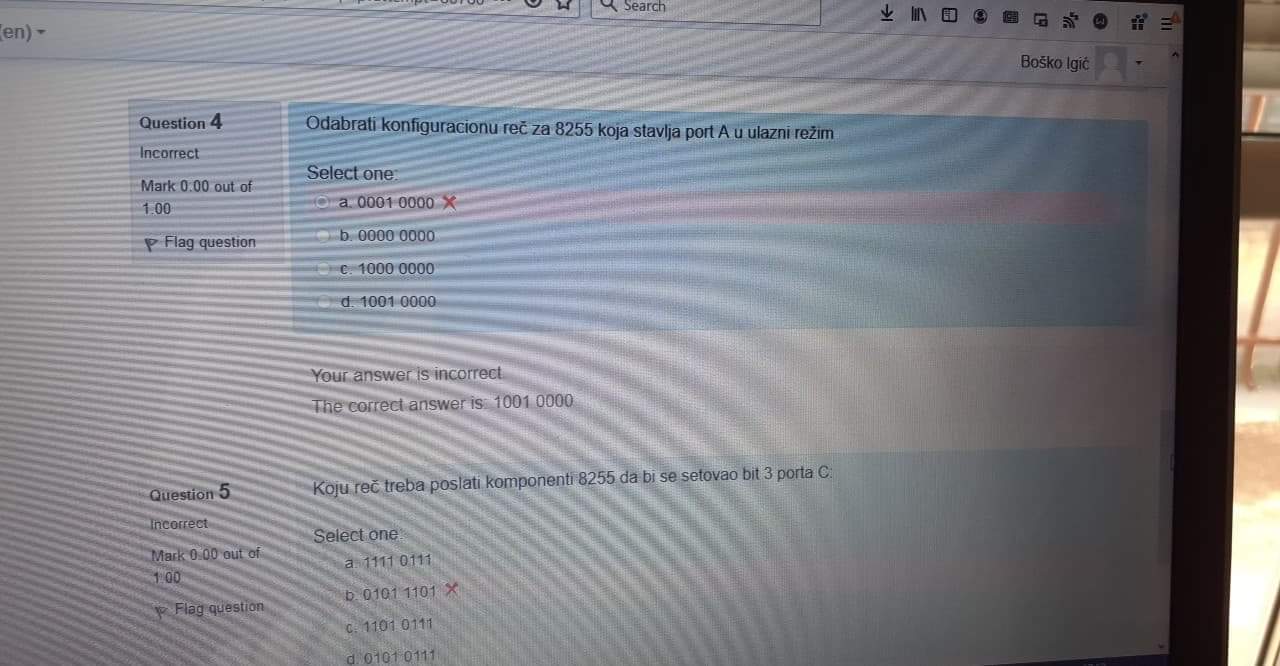 Search
(en)
Boško Igić
Question 4
Incorrect
Mark 0.00 out of
1.00
Flag question
Odabrati konfiguracionu reč za 8255 koja stavlja port A u ulazni režim
Select one:
a. 0001 0000
b. 0000 0000
c. 1000 0000
d. 1001 0000
Your answer is incorrect.
The correct answer is: 1001 0000
Question 5
Incorrect
Mark 0.00 out of
1.00
Flag question
Koju reč treba poslati komponenti 8255 da bi se setovao bit 3 porta C:
Select one:
a. 1111 0111
b. 0101 1101
c. 1101 0111
d. 0101 0111